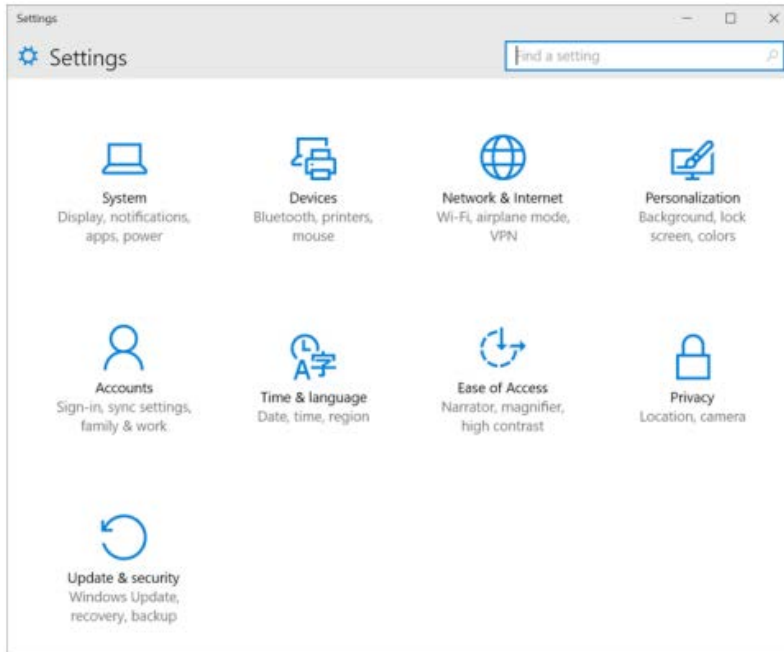 Settings
Settings
Find a setting
System
Display, notifications,
apps, power
Devices
Bluetooth, printers,
mouse
Network & Internet
Wi-Fi, airplane mode,
VPN
Personalization
Background, lock
screen, colors
Accounts
Sign-in, sync settings,
family & work
A字
Time & language
Date, time, region
Ease of Access
Narrator, magnifier,
high contrast
Privacy
Location, camera
Update & security
Windows Update,
recovery, backup